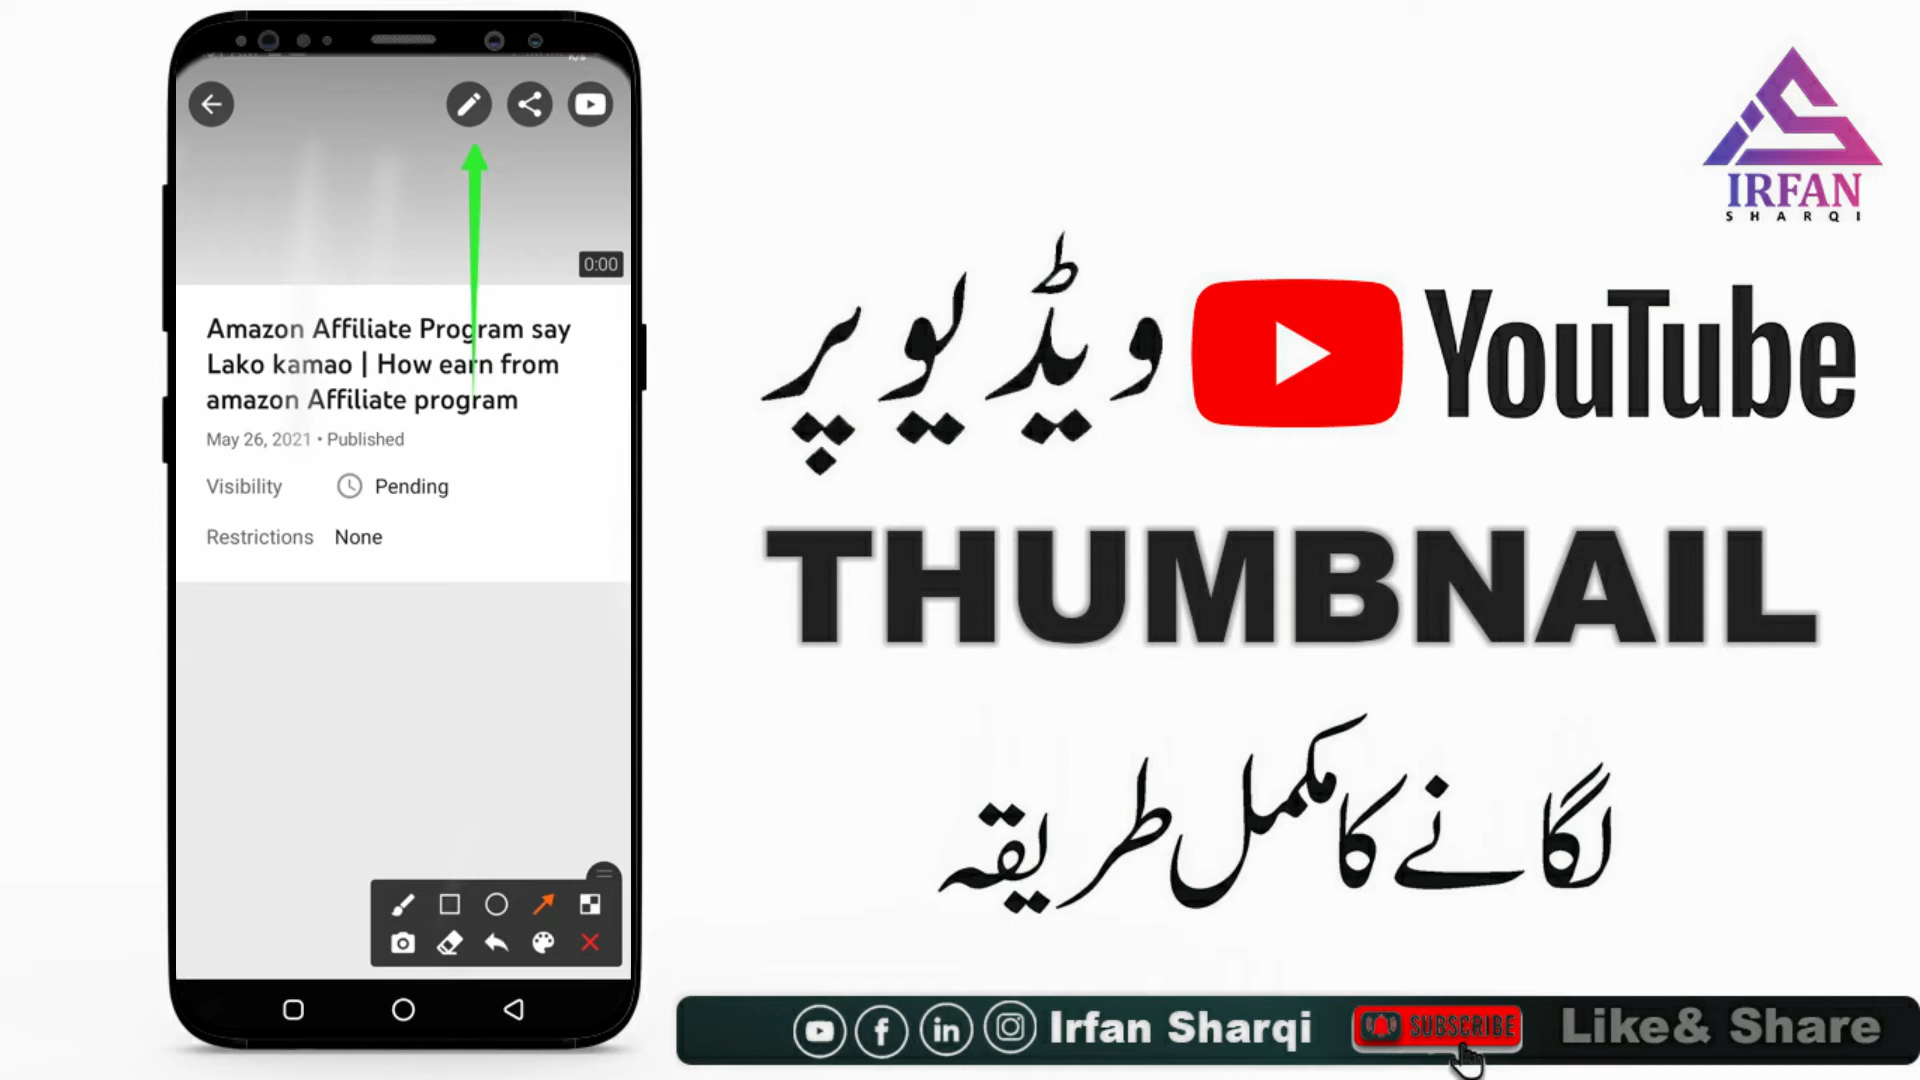 0:00
Amazon Affiliate Program say
Lako kamao | How earn from
amazon Affiliate program
May 26, 2021 • Published
Visibility Pending
Restrictions None
IRFAN
SHARQI
YouTube ویڈیو پر
THUMBNAIL
لگانے کا مکمل طریقہ
Irfan Sharqi SUBSCRIBE Like& Share